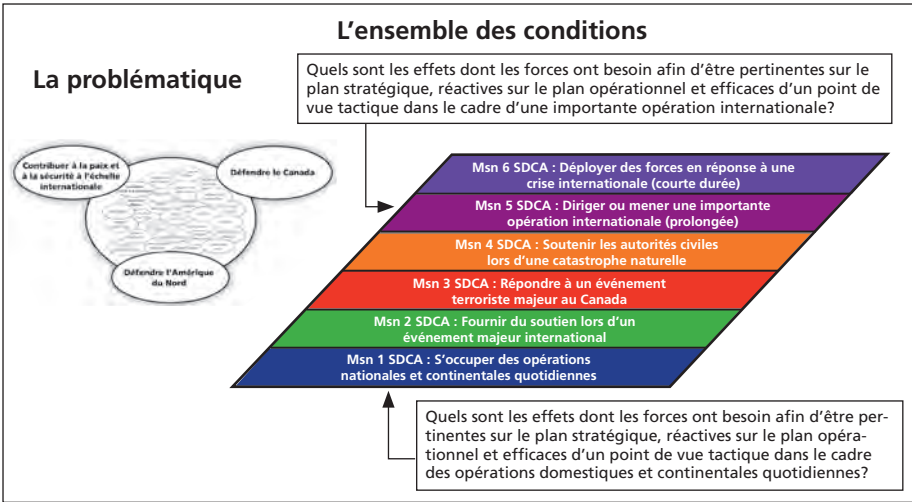 L'ensemble des conditions
La problématique
Quels sont les effets dont les forces ont besoin afin d'être pertinentes sur le
plan stratégique, réactives sur le plan opérationnel et efficaces d'un point de
vue tactique dans le cadre d'une importante opération internationale?
Contribuer à la paix et
à la sécurité à l'échelle
internationale
Défendre le Canada
Défendre l'Amérique
du Nord
Msn 6 SDCA : Déployer des forces en réponse à une
crise internationale (courte durée)
Msn 5 SDCA : Diriger ou mener une importante
opération internationale (prolongée)
Msn 4 SDCA : Soutenir les autorités civiles
lors d'une catastrophe naturelle
Msn 3 SDCA : Répondre à un événement
terroriste majeur au Canada
Msn 2 SDCA : Fournir du soutien lors d'un
événement majeur international
Msn 1 SDCA : S'occuper des opérations
nationales et continentales quotidiennes
Quels sont les effets dont les forces ont besoin afin d'être per-
tinentes sur le plan stratégique, réactives sur le plan opéra-
tionnel et efficaces d'un point de vue tactique dans le cadre
des opérations domestiques et continentales quotidiennes?